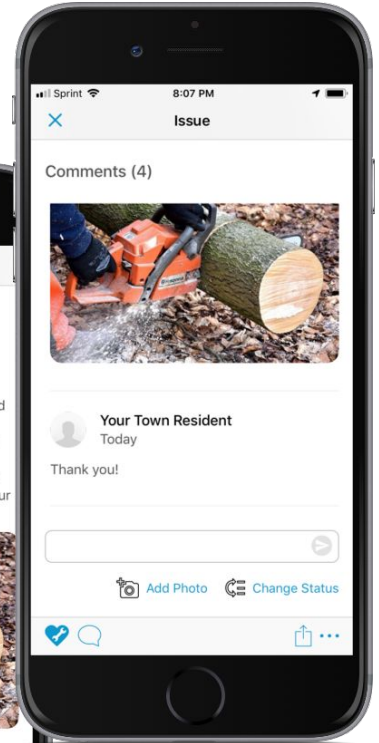 Sprint 8:07 PM
Issue
Comments (4)
Your Town Resident
Today
Thank you!
Add Photo Change Status